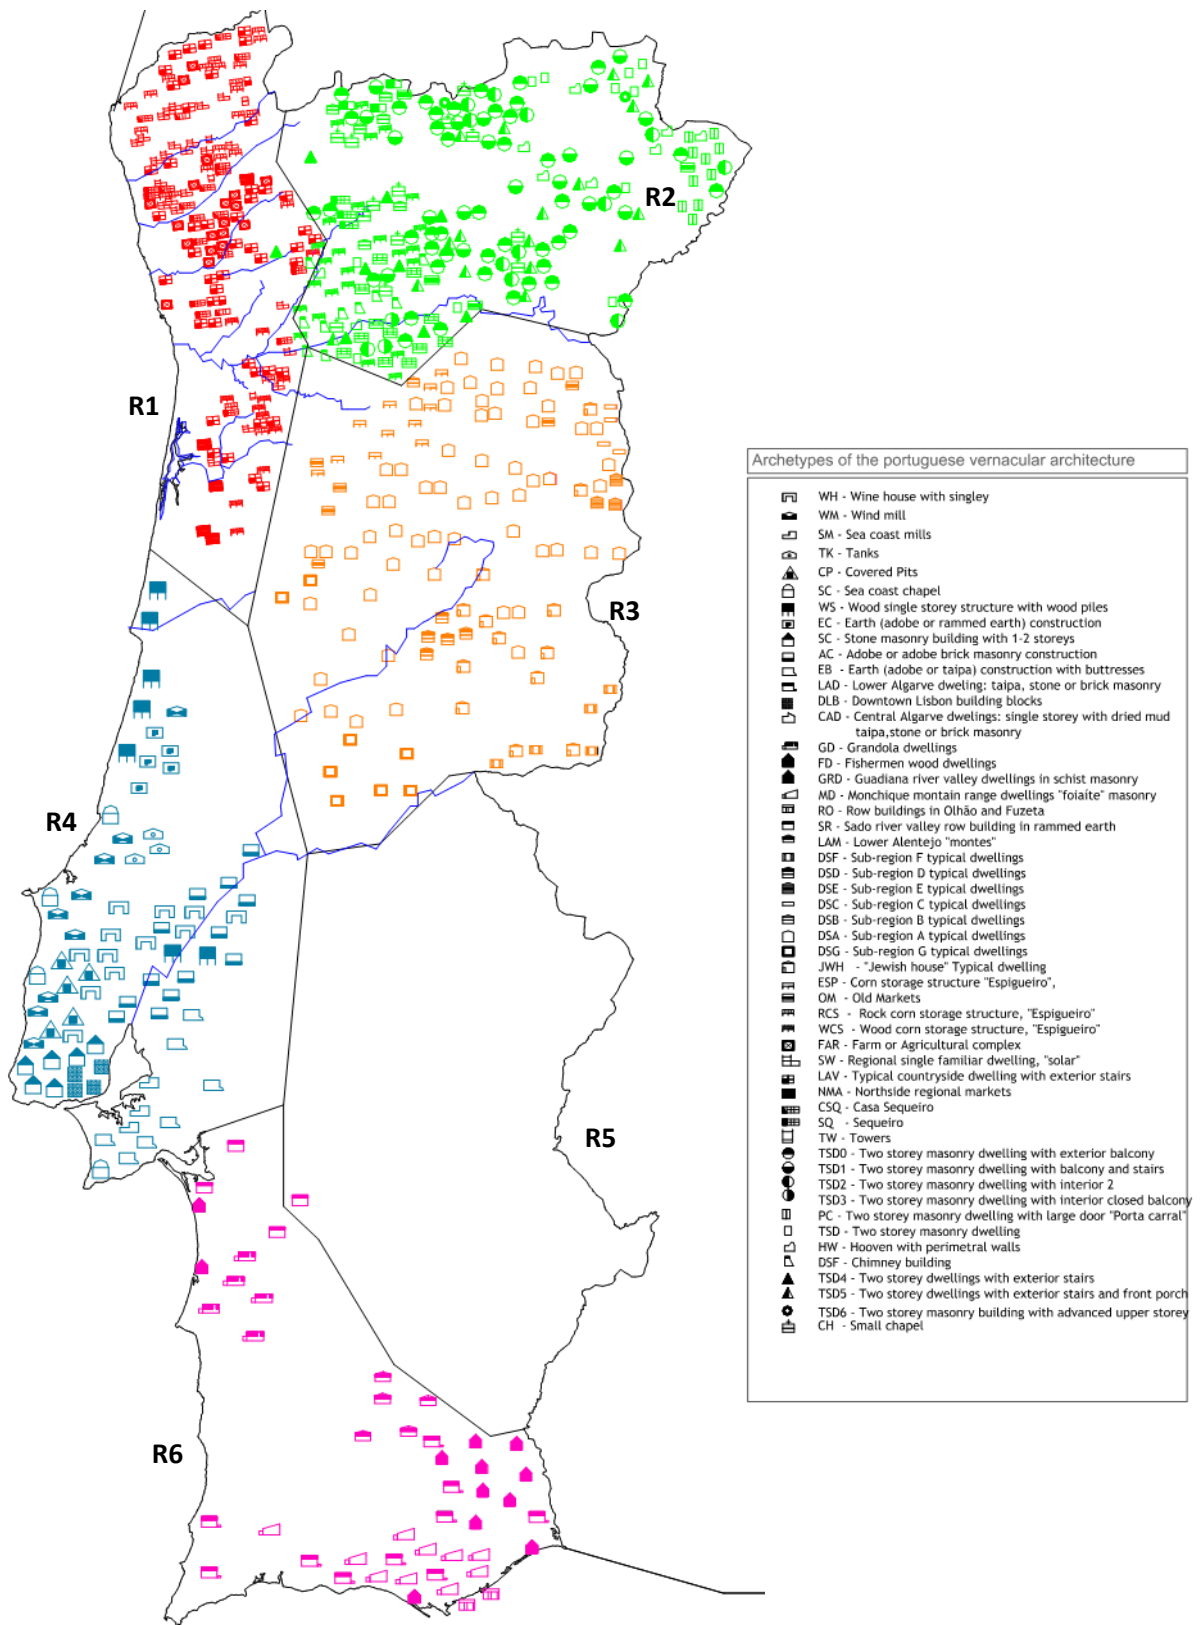 R1
R2
R3
R4
R5
R6
Archetypes of the portuguese vernacular architecture
WH - Wine house with singley
WM - Wind mill
SM - Sea coast mills
TK - Tanks
CP - Covered Pits
SC - Sea coast chapel
WS - Wood single storey structure with wood piles
EC - Earth (adobe or rammed earth) construction
SC - Stone masonry building with 1-2 storeys
AC - Adobe or adobe brick masonry construction
EB - Earth (adobe or taipa) construction with buttresses
LAD - Lower Algarve dweling: taipa, stone or brick masonry
DLB - Downtown Lisbon building blocks
CAD - Central Algarve dwelings: single storey with dried mud
taipa,stone or brick masonry
GD - Grandola dwellings
FD - Fishermen wood dwellings
GRD - Guadiana river valley dwellings in schist masonry
MD - Monchique montain range dwellings "foiaíte" masonry
RO - Row buildings in Olhão and Fuzeta
SR - Sado river valley row building in rammed earth
LAM - Lower Alentejo "montes"
DSF - Sub-region F typical dwellings
DSD - Sub-region D typical dwellings
DSE - Sub-region E typical dwellings
DSC - Sub-region C typical dwellings
DSB - Sub-region B typical dwellings
DSA - Sub-region A typical dwellings
DSG - Sub-region G typical dwellings
JWH - "Jewish house" Typical dwelling
ESP - Corn storage structure "Espigueiro",
OM - Old Markets
RCS - Rock corn storage structure, "Espigueiro"
WCS - Wood corn storage structure, "Espigueiro"
FAR - Farm or Agricultural complex
SW - Regional single familiar dwelling, "solar"
LAV - Typical countryside dwelling with exterior stairs
NMA - Northside regional markets
CSQ - Casa Sequeiro
SQ - Sequeiro
TW - Towers
TSD0 - Two storey masonry dwelling with exterior balcony
TSD1 - Two storey masonry dwelling with balcony and stairs
TSD2 - Two storey masonry dwelling with interior 2
TSD3 - Two storey masonry dwelling with interior closed balcony
PC - Two storey masonry dwelling with large door "Porta carral"
TSD - Two storey masonry dwelling
HW - Hooven with perimetral walls
DSF - Chimney building
TSD4 - Two storey dwellings with exterior stairs
TSD5 - Two storey dwellings with exterior stairs and front porch
TSD6 - Two storey masonry building with advanced upper storey
CH - Small chapel